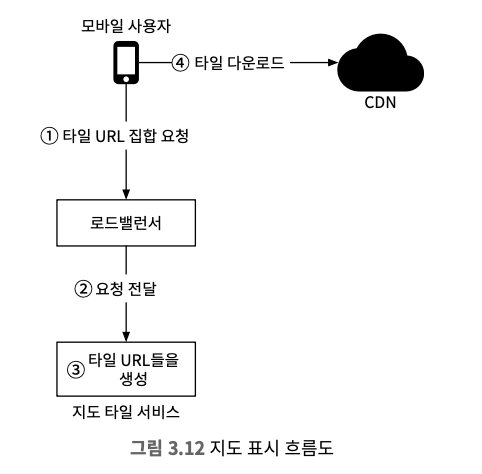 모바일 사용자
④ 타일 다운로드
CDN
① 타일 URL 집합 요청
로드밸런서
② 요청 전달
③ 타일 URL들을
생성
지도 타일 서비스
그림 3.12 지도 표시 흐름도